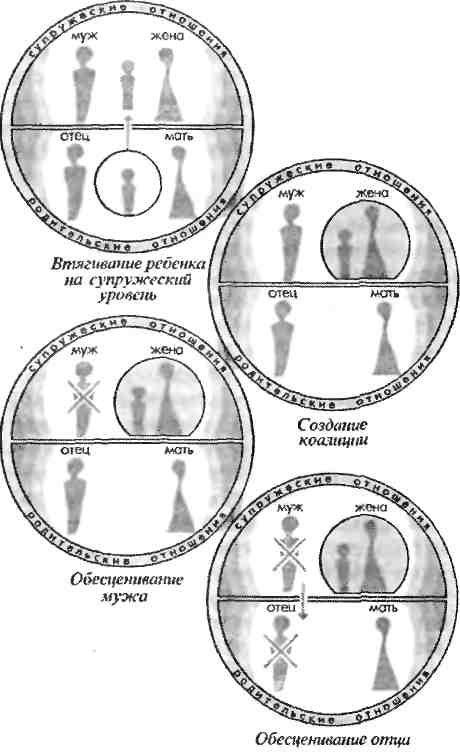 супружеские отношения
муж жена
отец мать
родительские отношения
Втягивание ребенка
на супружеский
уровень
супружеские отношения
муж жена
отец мать
родительские отношения
Создание
коалиции
супружеские отношения
муж жена
отец мать
родительские отношения
Обесценивание
мужа
супружеские отношения
муж жена
отец мать
родительские отношения
Обесценивание отца